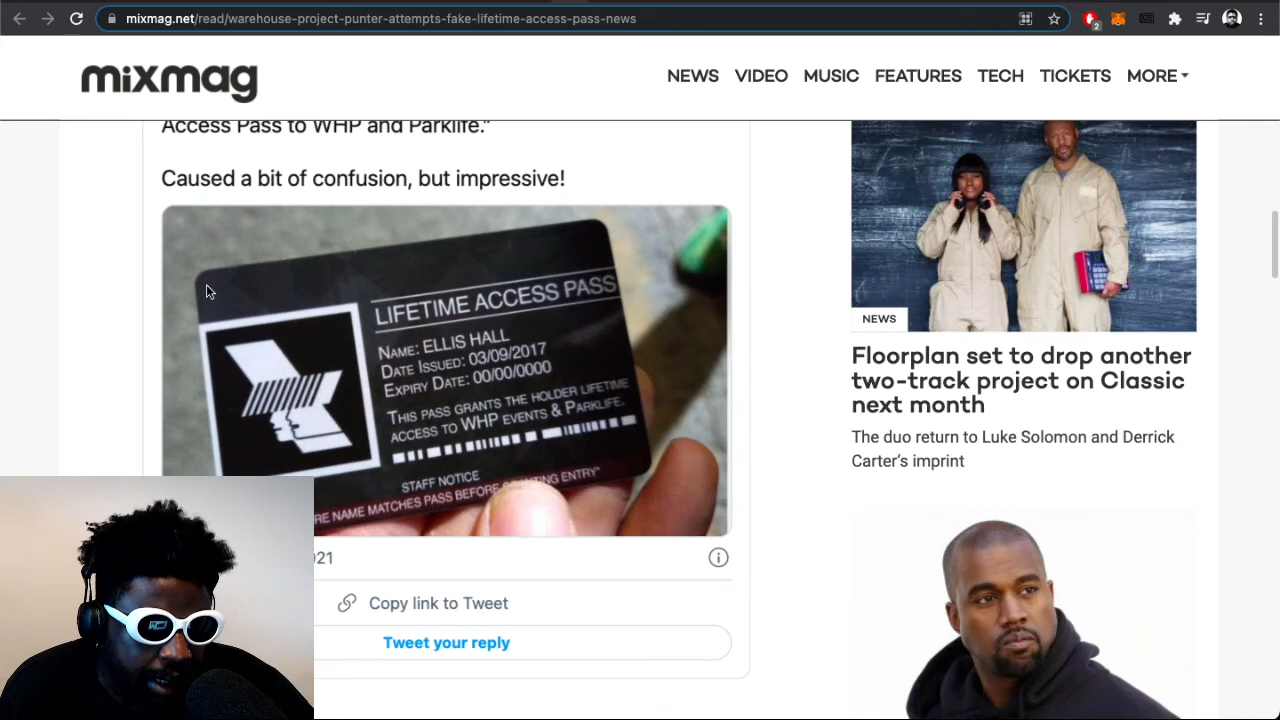 mixmag.net/read/warehouse-project-punter-attempts-fake-lifetime-access-pass-news
2
mixmag
NEWS VIDEO MUSIC FEATURES TECH TICKETS MORE
Access Pass to WHP and Parklife."
Caused a bit of confusion, but impressive!
LIFETIME ACCESS PASS
NAME: ELLIS HALL
DATE ISSUED: 03/09/2017
EXPIRY DATE: 00/00/0000
THIS PASS GRANTS THE HOLDER LIFETIME
ACCESS TO WHP EVENTS & PARKLIFE.
STAFF NOTICE
NAME MATCHES PASS BEFORE ENTRY"
021
Copy link to Tweet
Tweet your reply
NEWS
Floorplan set to drop another
two-track project on Classic
next month
The duo return to Luke Solomon and Derrick
Carter's imprint